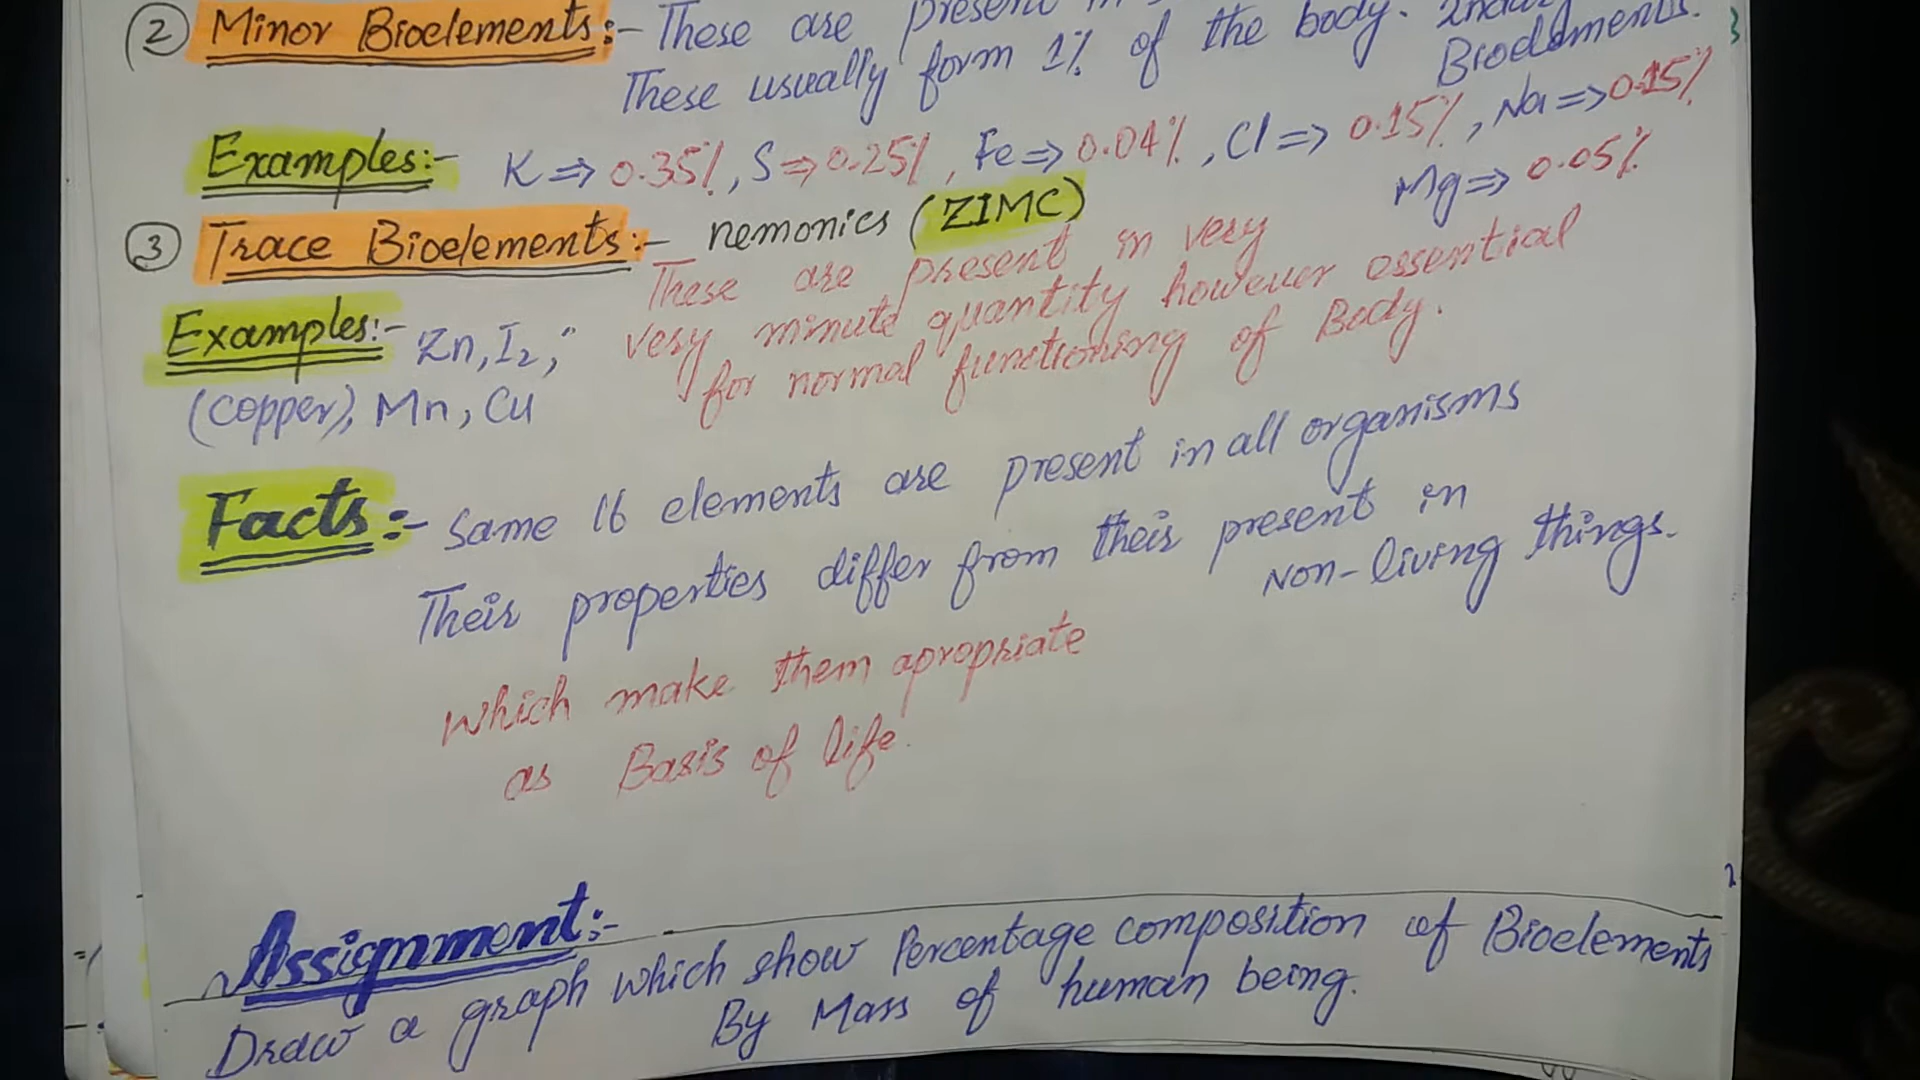 (2) Minor Bioelements:- These are present in
These usually form 1% of the body.
Bioelements.
Examples:- K => 0.35%, S => 0.25%, Fe => 0.04%, Cl => 0.15%, Na => 0.15%
Mg => 0.05%
(3) Trace Bioelements:- nemonics (ZIMC)
These are present in very
very minute quantity however essential
for normal functioning of Body.
Examples:- Zn, I2,
(copper), Mn, Cu
Facts:- Same 16 elements are present in all organisms
Their properties differ from their present in
Non-living things.
which make them apropriate
as Basis of life.
Assignment:-
Draw a graph which show Percentage composition of Bioelements
By Mass of human being.